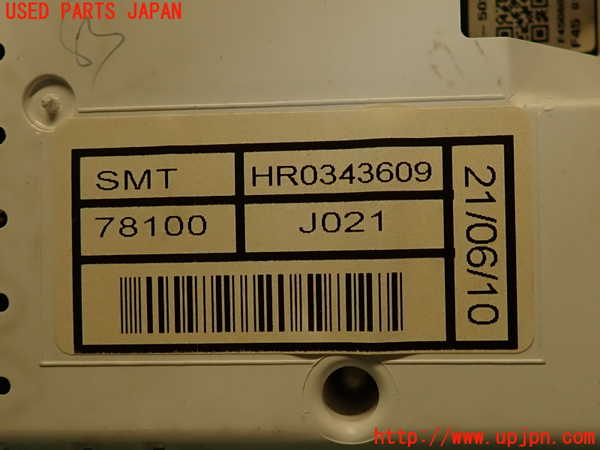 USED PARTS JAPAN
SMT
HR0343609
78100
J021
21/06/10
http://www.upjpn.com/